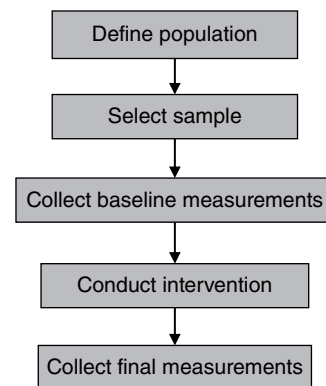 Define population
Select sample
Collect baseline measurements
Conduct intervention
Collect final measurements